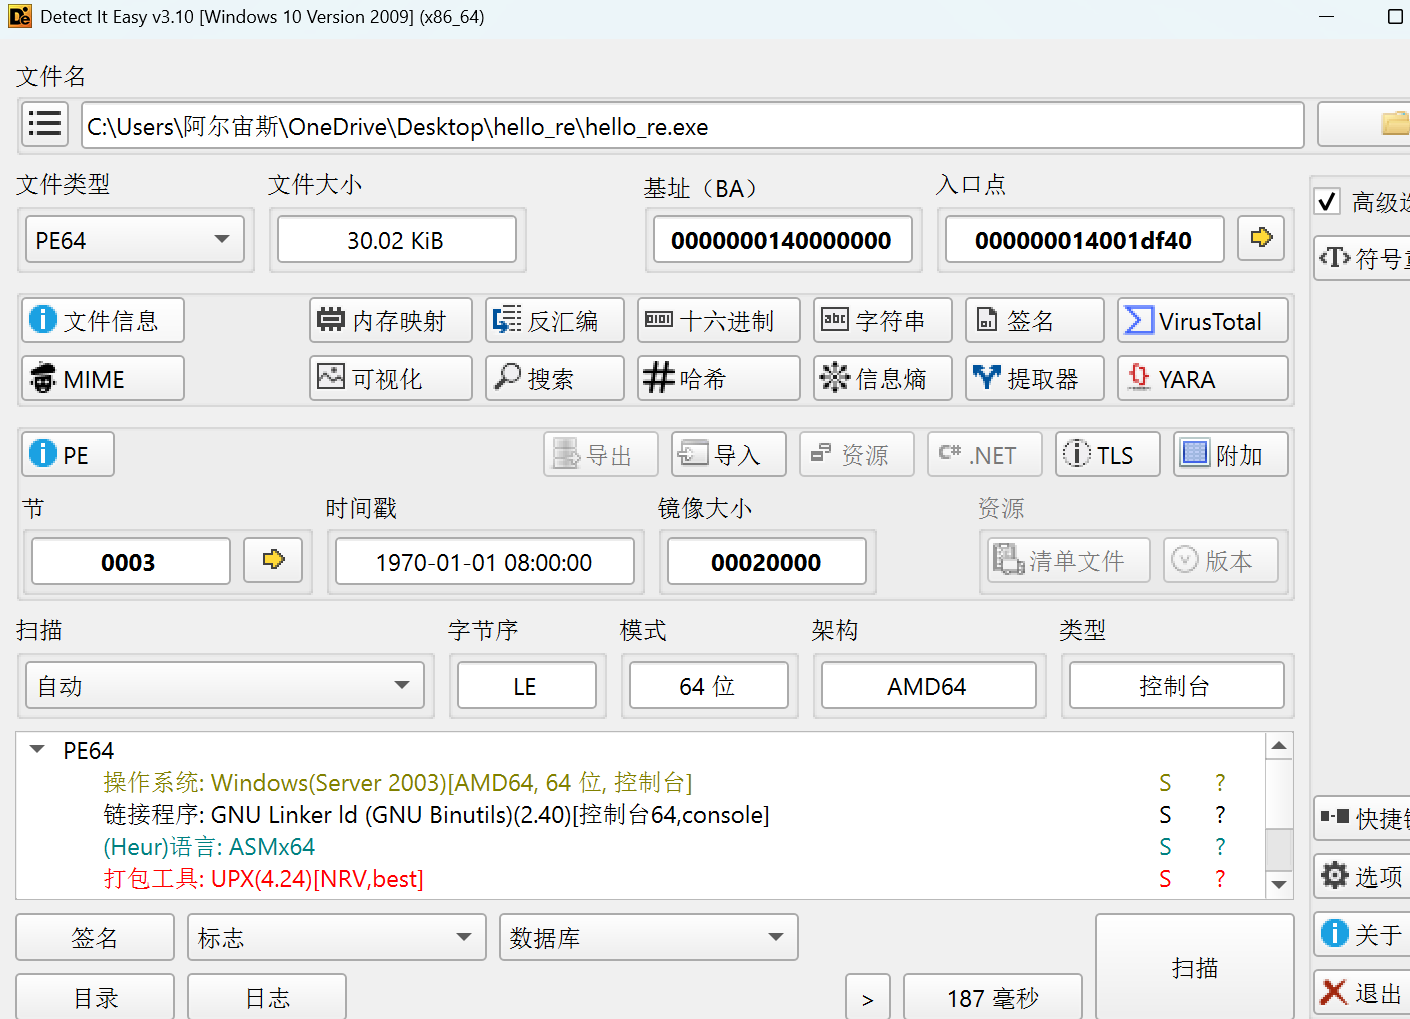 Detect It Easy v3.10 [Windows 10 Version 2009] (x86_64)
文件名
C:\Users\阿尔宙斯\OneDrive\Desktop\hello_re\hello_re.exe
文件类型 文件大小 基址（BA） 入口点
PE64 30.02 KiB 0000000140000000 000000014001df40
高级选
符号重
文件信息 内存映射 反汇编 十六进制 字符串 签名 VirusTotal
MIME 可视化 搜索 哈希 信息熵 提取器 YARA
PE 导出 导入 资源 C# .NET TLS 附加
节 时间戳 镜像大小 资源
0003 1970-01-01 08:00:00 00020000 清单文件 版本
扫描 字节序 模式 架构 类型
自动 LE 64 位 AMD64 控制台
PE64
操作系统: Windows(Server 2003)[AMD64, 64 位, 控制台] S ?
链接程序: GNU Linker ld (GNU Binutils)(2.40)[控制台64,console] S ?
(Heur)语言: ASMx64 S ?
打包工具: UPX(4.24)[NRV,best] S ?
快捷键
选项
关于
退出
签名 标志 数据库 扫描
目录 日志 > 187 毫秒